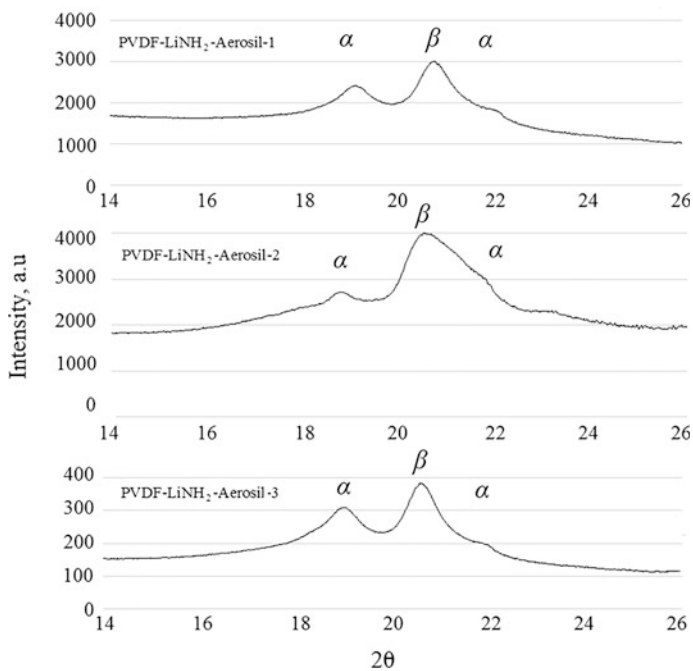 4000
PVDF-LiNH₂-Aerosil-1
α β α
3000
2000
1000
0
14 16 18 20 22 24 26
β
4000
PVDF-LiNH₂-Aerosil-2
α α
3000
2000
1000
0
14 16 18 20 22 24 26
400
β
PVDF-LiNH₂-Aerosil-3
α α
300
200
100
0
14 16 18 20 22 24 26
2θ
Intensity, a.u